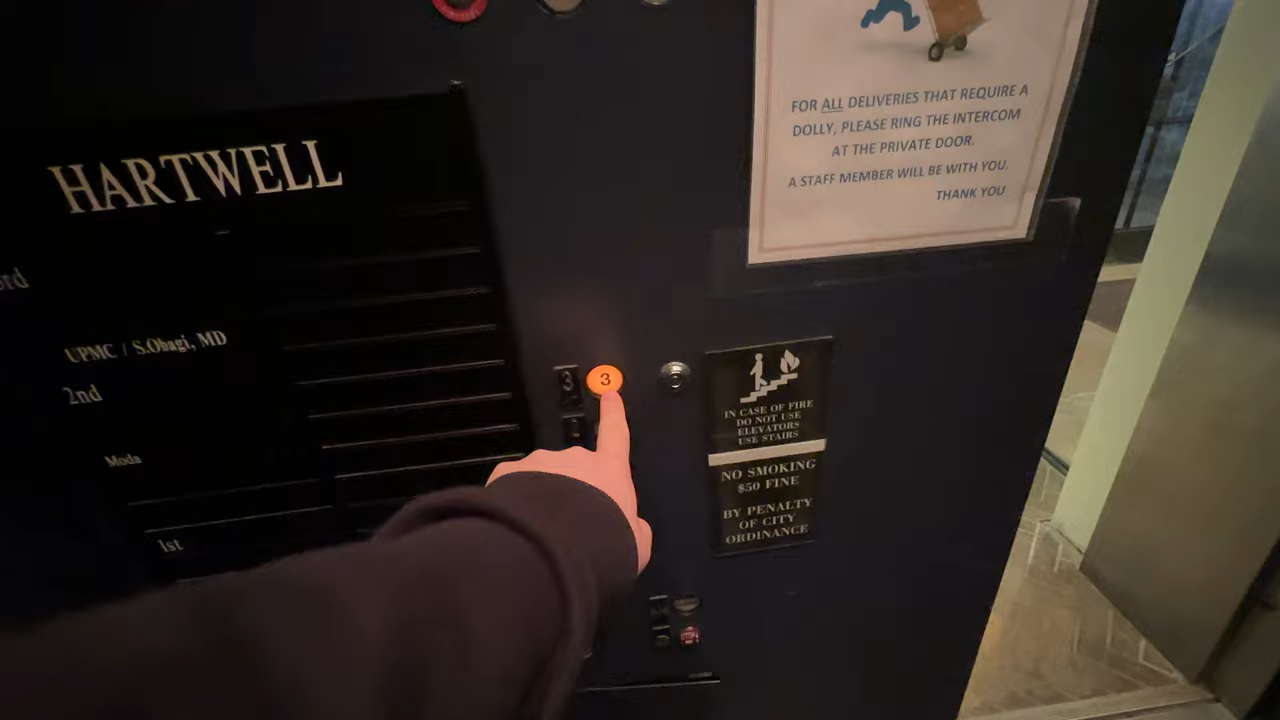 FOR ALL DELIVERIES THAT REQUIRE A
DOLLY, PLEASE RING THE INTERCOM
AT THE PRIVATE DOOR.
A STAFF MEMBER WILL BE WITH YOU.
THANK YOU
HARTWELL
UPMC / S.Obagi, MD
2nd
Moda
1st
3
3
IN CASE OF FIRE
DO NOT USE
ELEVATORS
USE STAIRS
NO SMOKING
$50 FINE
BY PENALTY
OF CITY
ORDINANCE